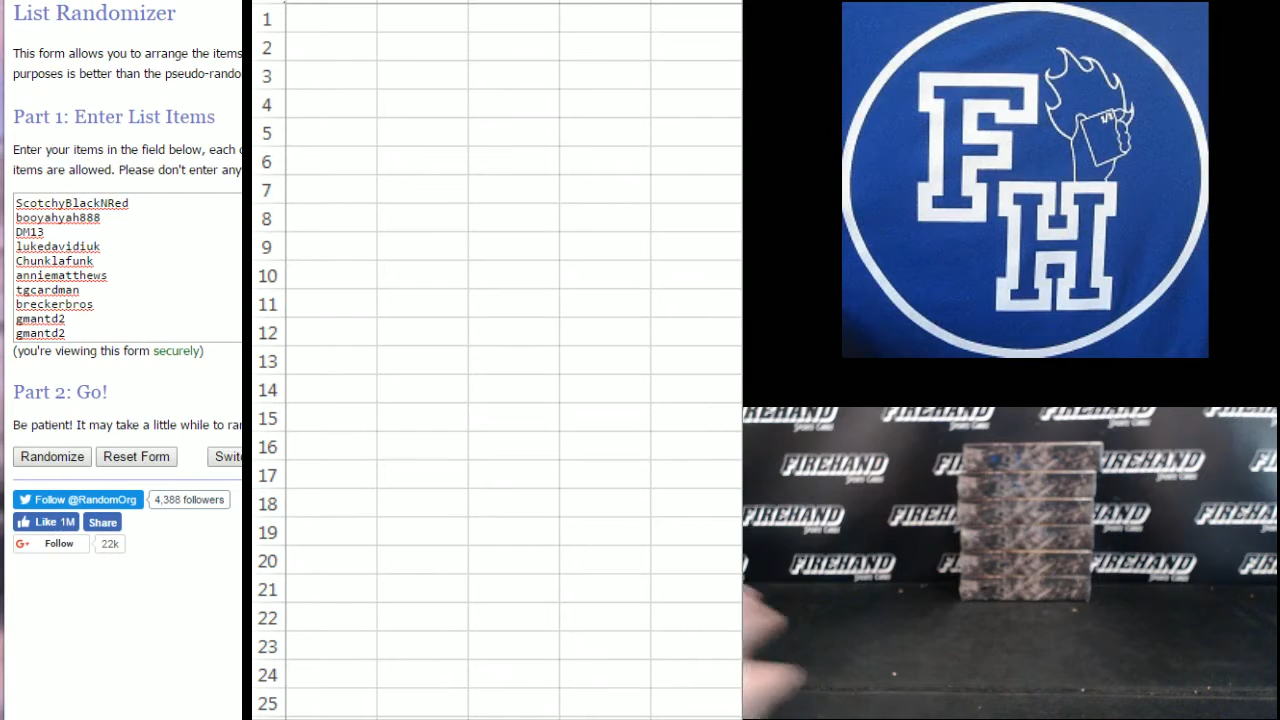 List Randomizer
This form allows you to arrange the items
purposes is better than the pseudo-rando
Part 1: Enter List Items
Enter your items in the field below, each
items are allowed. Please don't enter any
ScotchyBlackNRed
booyahyah888
DM13
lukedavidiuk
Chunklafunk
anniematthews
tgcardman
breckerbros
gmantd2
gmantd2
(you're viewing this form securely)
Part 2: Go!
Be patient! It may take a little while to ra
Randomize Reset Form Swit
Follow @RandomOrg 4,388 followers
Like 1M Share
G+ Follow 22k
1
2
3
4
5
6
7
8
9
10
11
12
13
14
15
16
17
18
19
20
21
22
23
24
25
F
H
1/1
FIREHAND
FIREHAND
FIREHAND
FIREHAND
FIREHAND
FIREHAND
FIREHAND
FIREHAND